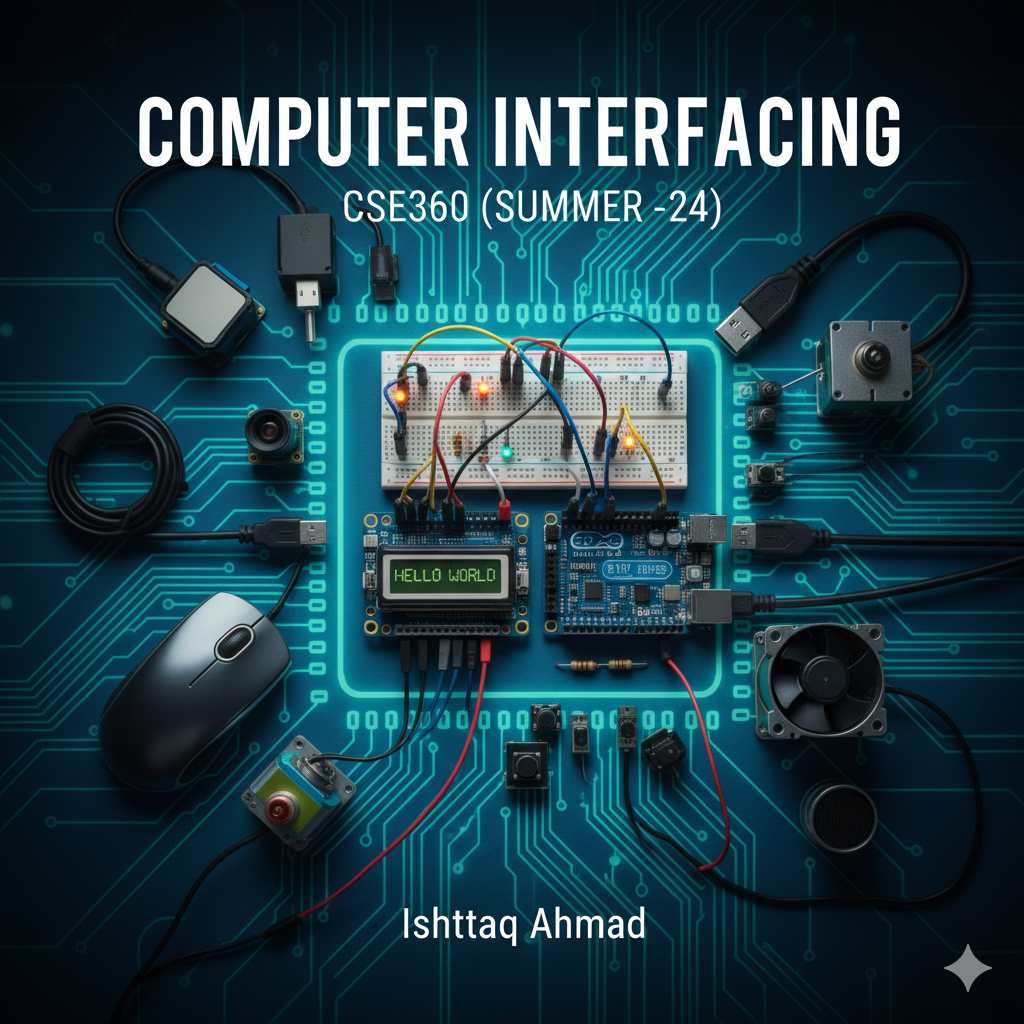 COMPUTER INTERFACING
CSE360 (SUMMER -24)
HELLO WORLD
Ishttaq Ahmad